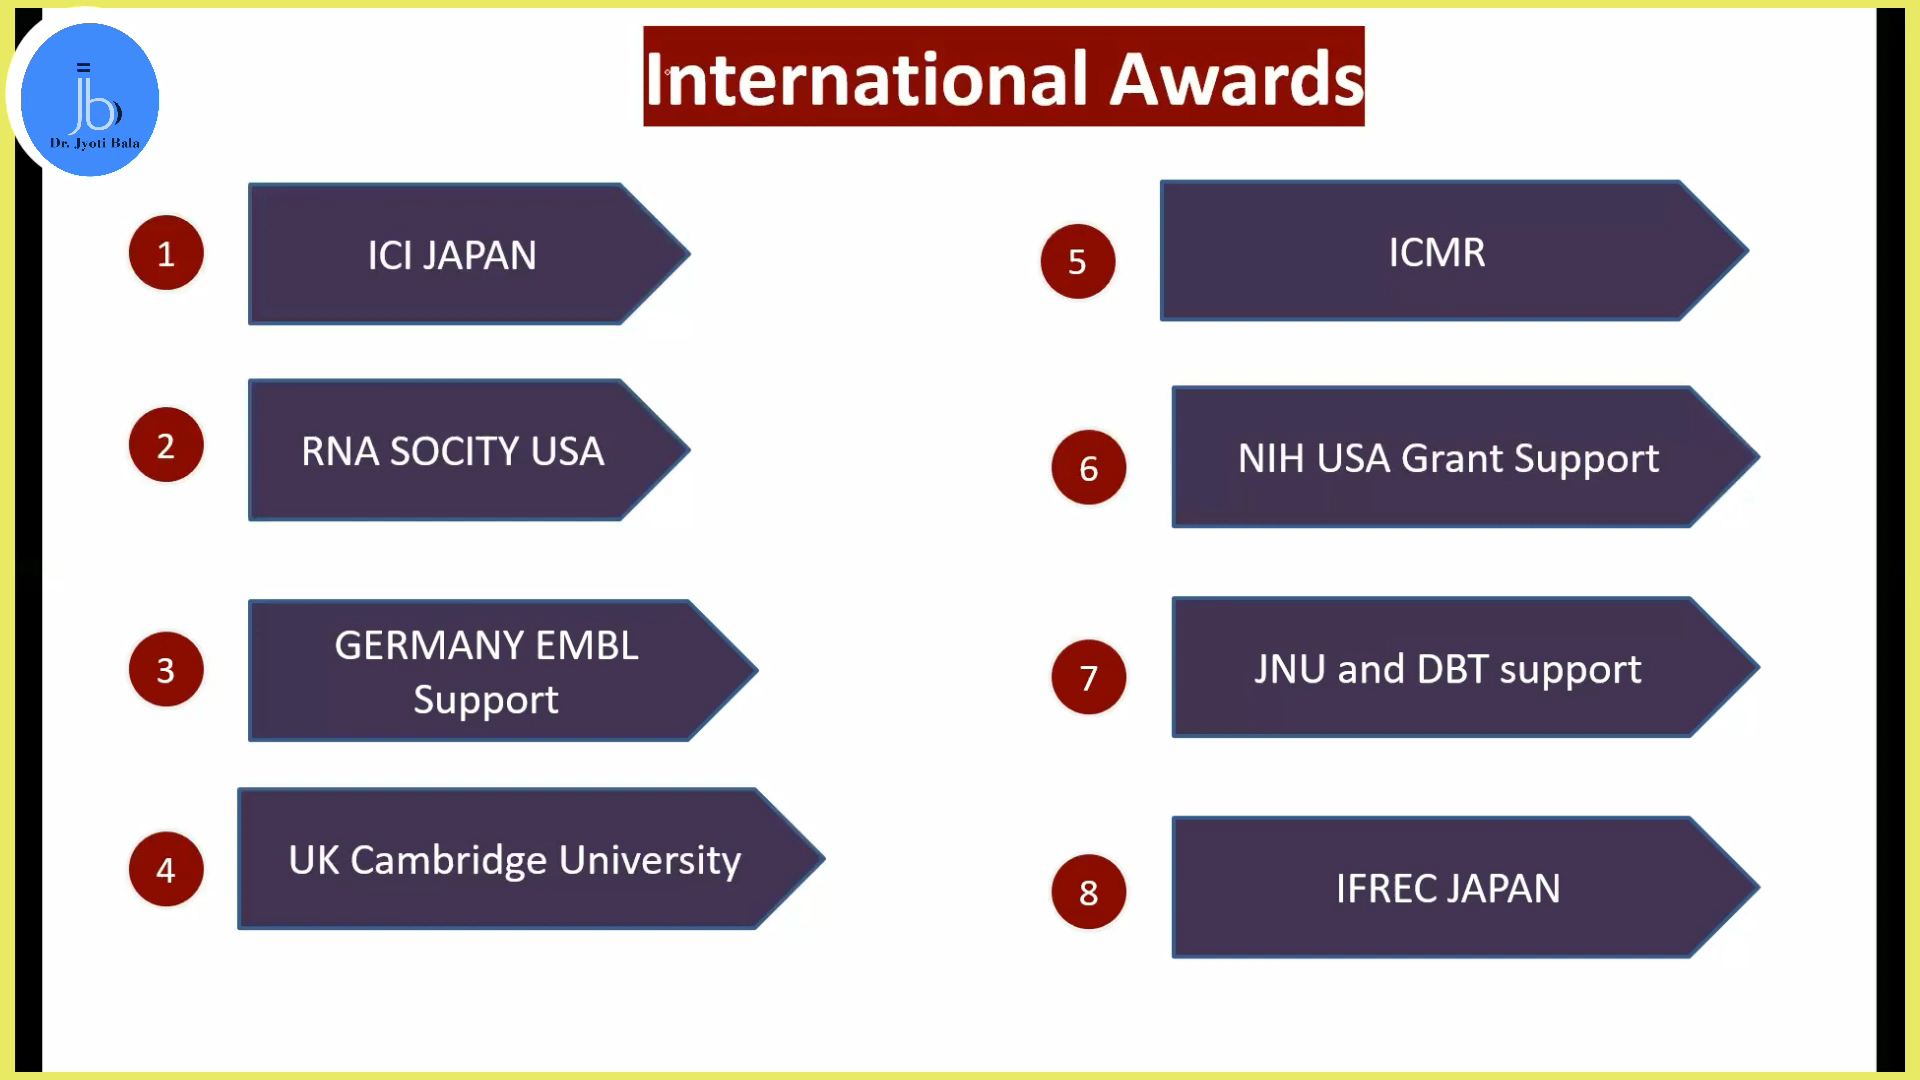 International Awards
Dr. Jyoti Bala
1
ICI JAPAN
2
RNA SOCITY USA
3
GERMANY EMBL
Support
4
UK Cambridge University
5
ICMR
6
NIH USA Grant Support
7
JNU and DBT support
8
IFREC JAPAN